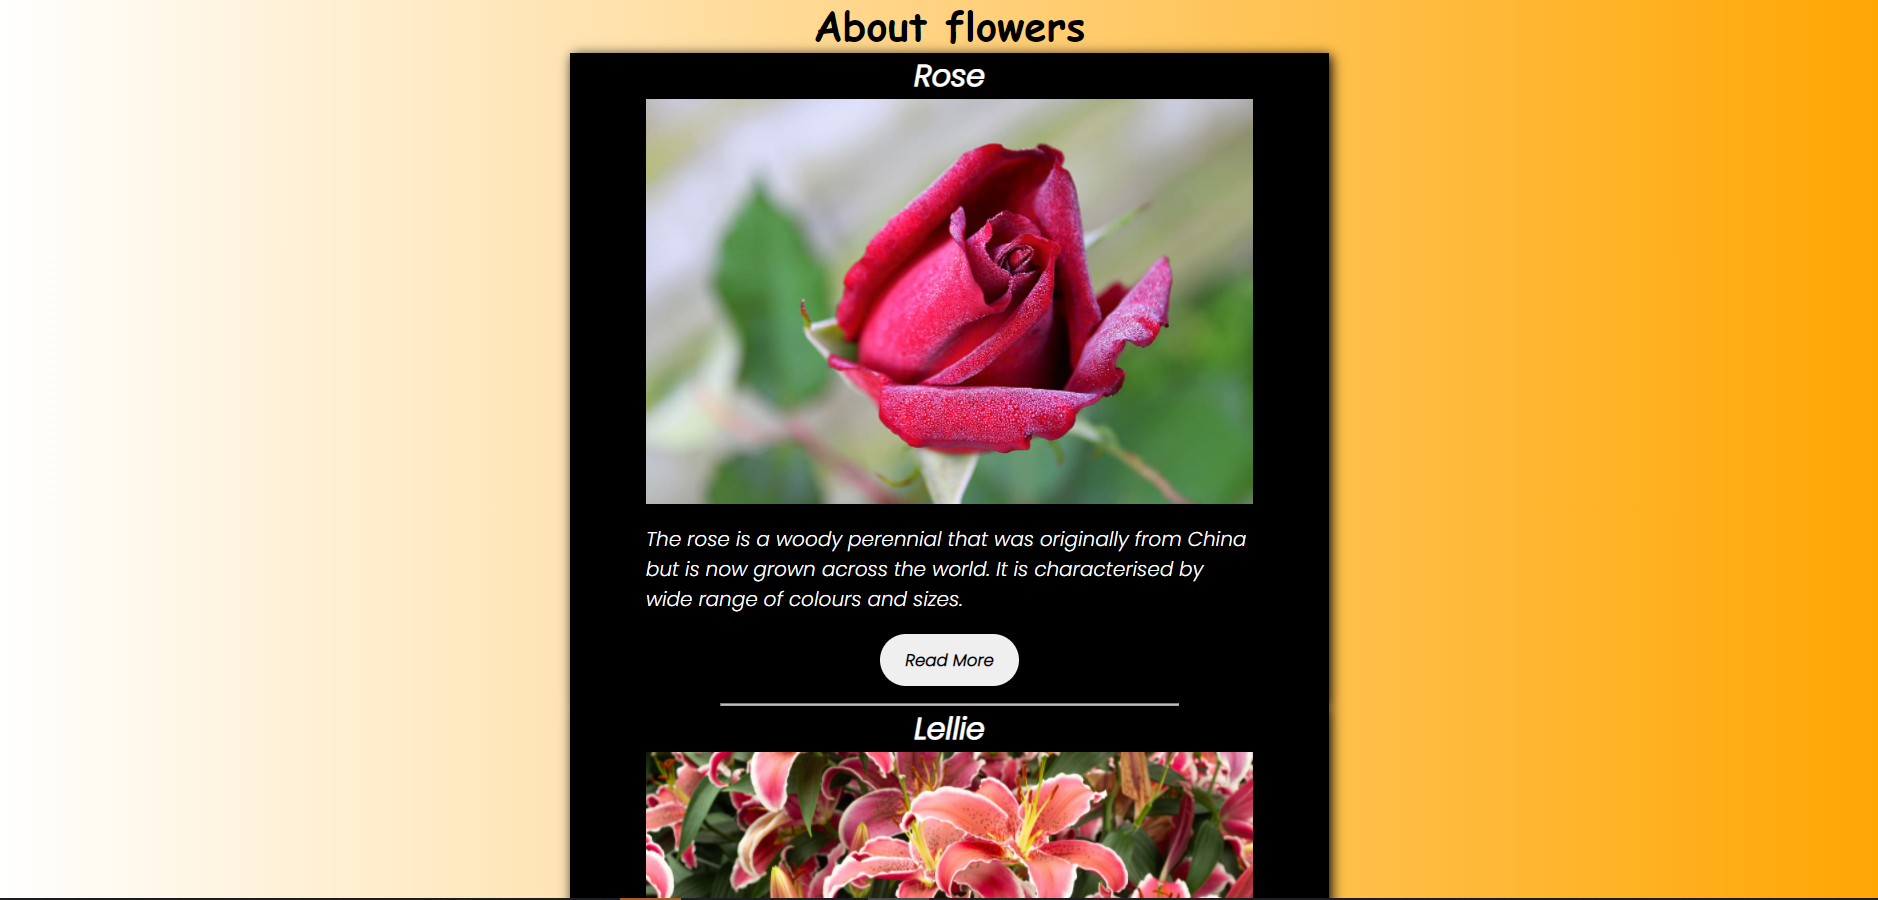 About flowers
Rose
The rose is a woody perennial that was originally from China
but is now grown across the world. It is characterised by
wide range of colours and sizes.
Read More
Lellie